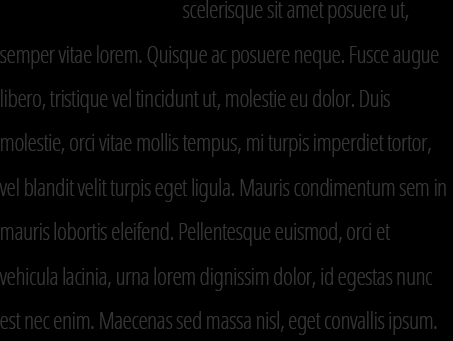 scelerisque sit amet posuere ut,
semper vitae lorem. Quisque ac posuere neque. Fusce augue
libero, tristique vel tincidunt ut, molestie eu dolor. Duis
molestie, orci vitae mollis tempus, mi turpis imperdiet tortor,
vel blandit velit turpis eget ligula. Mauris condimentum sem in
mauris lobortis eleifend. Pellentesque euismod, orci et
vehicula lacinia, urna lorem dignissim dolor, id egestas nunc
est nec enim. Maecenas sed massa nisl, eget convallis ipsum.